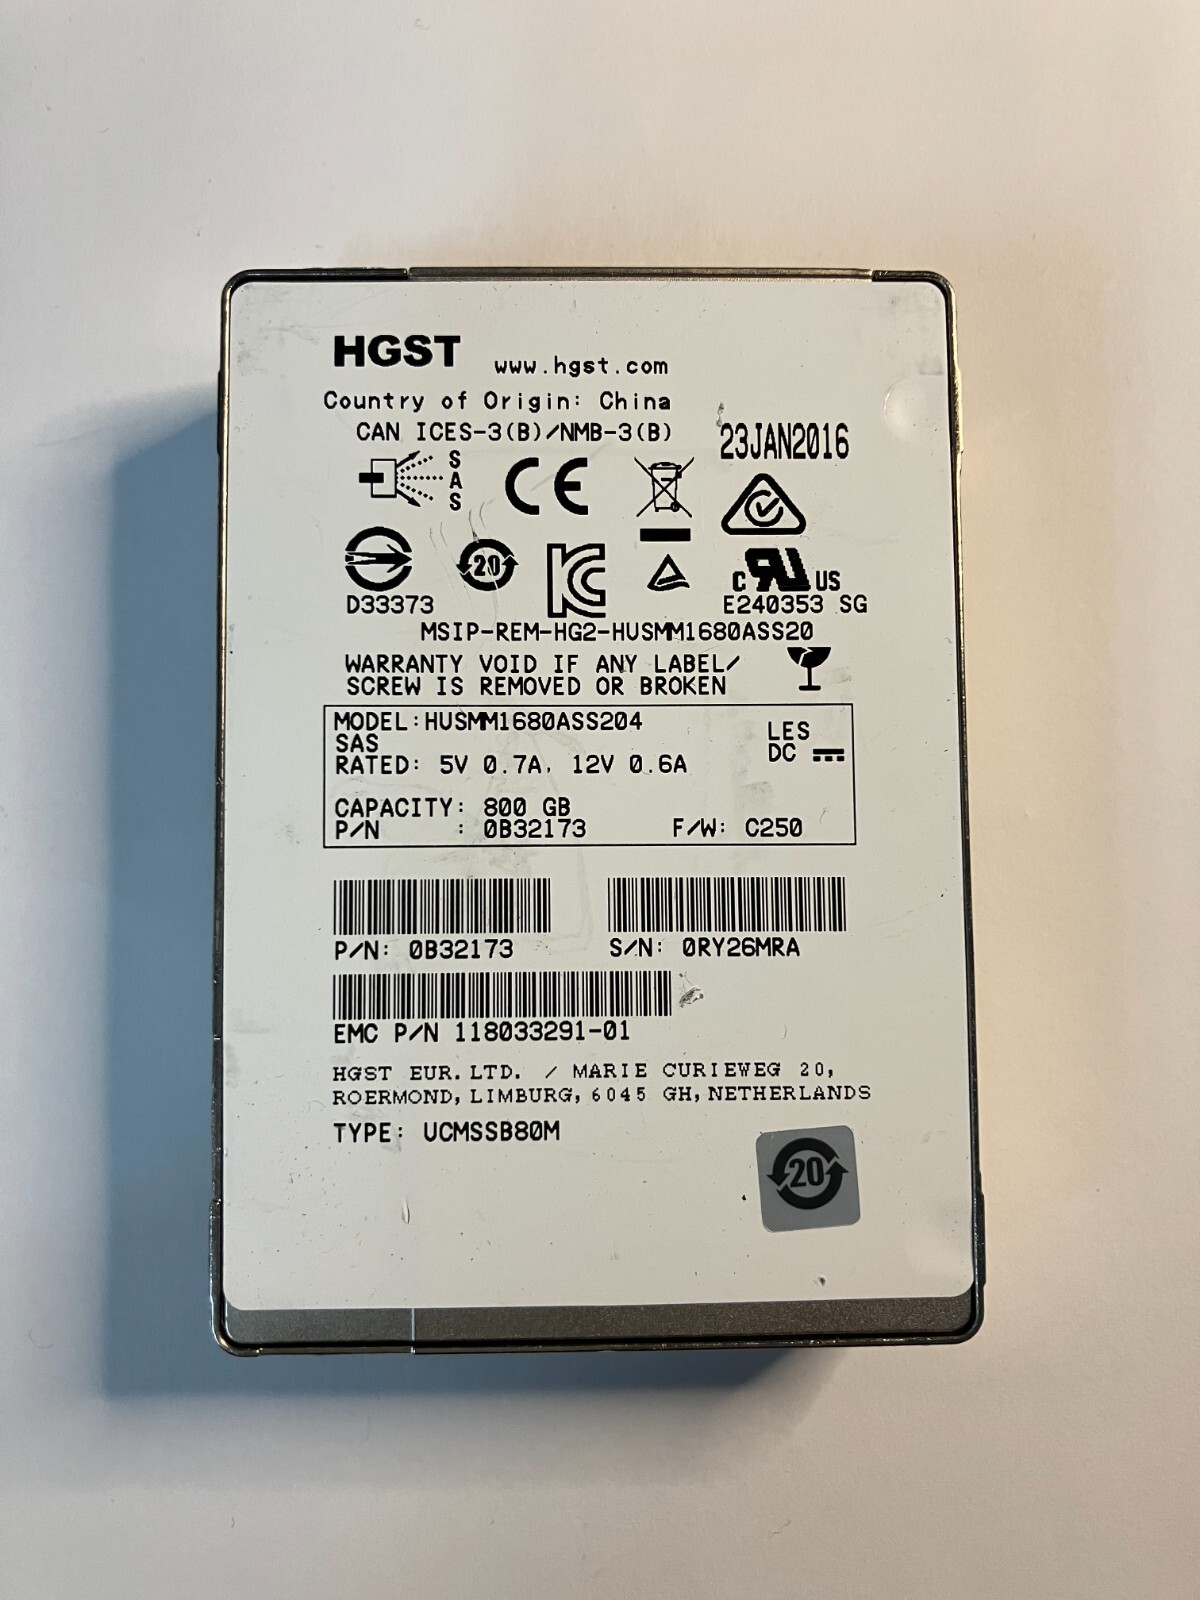 HGST www.hgst.com
Country of Origin: China
CAN ICES-3(B)/NMB-3(B)
23JAN2016
SAS
CE
D33373
20
KC
C RU US
E240353 SG
MSIP-REM-HG2-HUSMM1680ASS20
WARRANTY VOID IF ANY LABEL/
SCREW IS REMOVED OR BROKEN
MODEL:HUSMM1680ASS204
SAS
LES
RATED: 5V 0.7A, 12V 0.6A
DC
CAPACITY: 800 GB
P/N : 0B32173 F/W: C250
P/N: 0B32173 S/N: 0RY26MRA
EMC P/N 118033291-01
HGST EUR.LTD. / MARIE CURIEWEG 20,
ROERMOND, LIMBURG, 6045 GH, NETHERLANDS
TYPE: UCMSSB80M
20